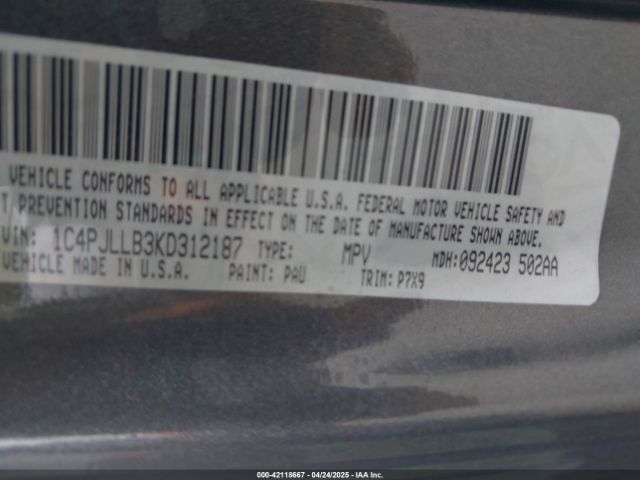 VEHICLE CONFORMS TO ALL APPLICABLE U.S.A. FEDERAL MOTOR VEHICLE SAFETY AND
T PREVENTION STANDARDS IN EFFECT ON THE DATE OF MANUFACTURE SHOWN ABOVE.
VIN: 1C4PJLLB3KD312187 TYPE: MPV MDH:092423 502AA
VEHICLE MADE IN U.S.A. PAINT: PAU TRIM: P7X9
000-42118667 - 04/24/2025 - IAAI.COM